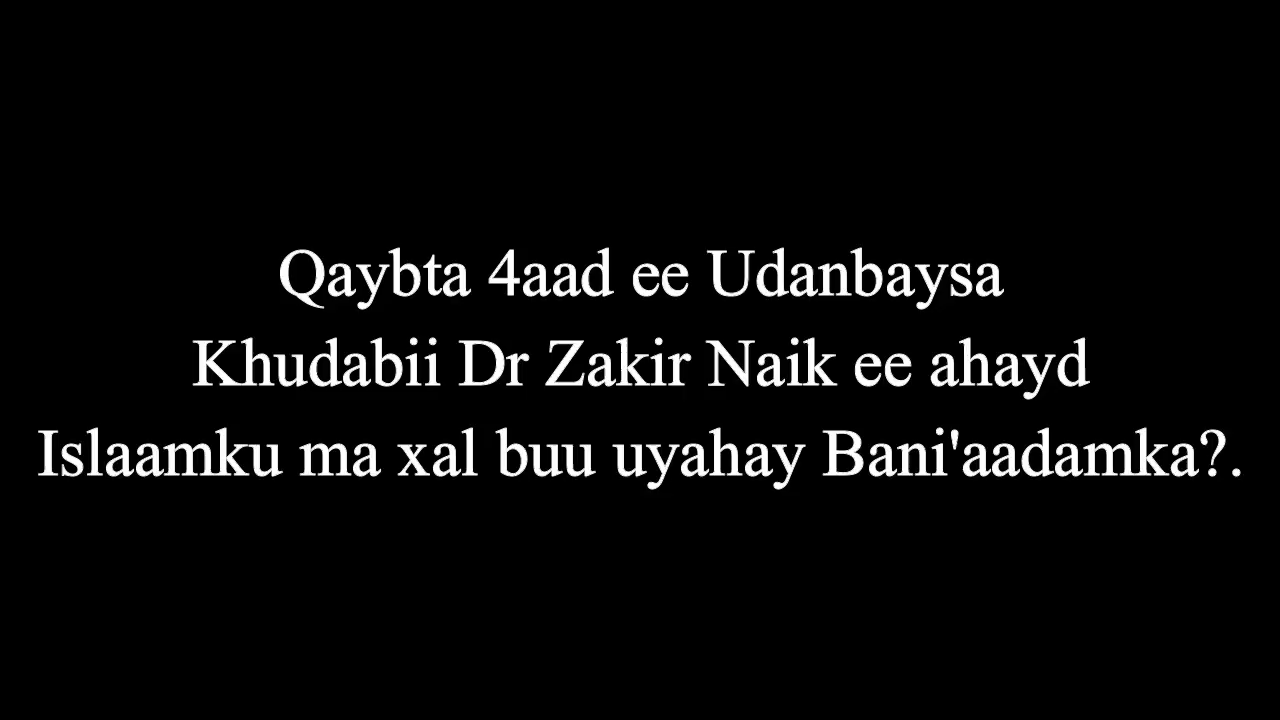 Qaybta 4aad ee Udanbaysa
Khudabii Dr Zakir Naik ee ahayd
Islaamku ma xal buu uyahay Bani'aadamka?.